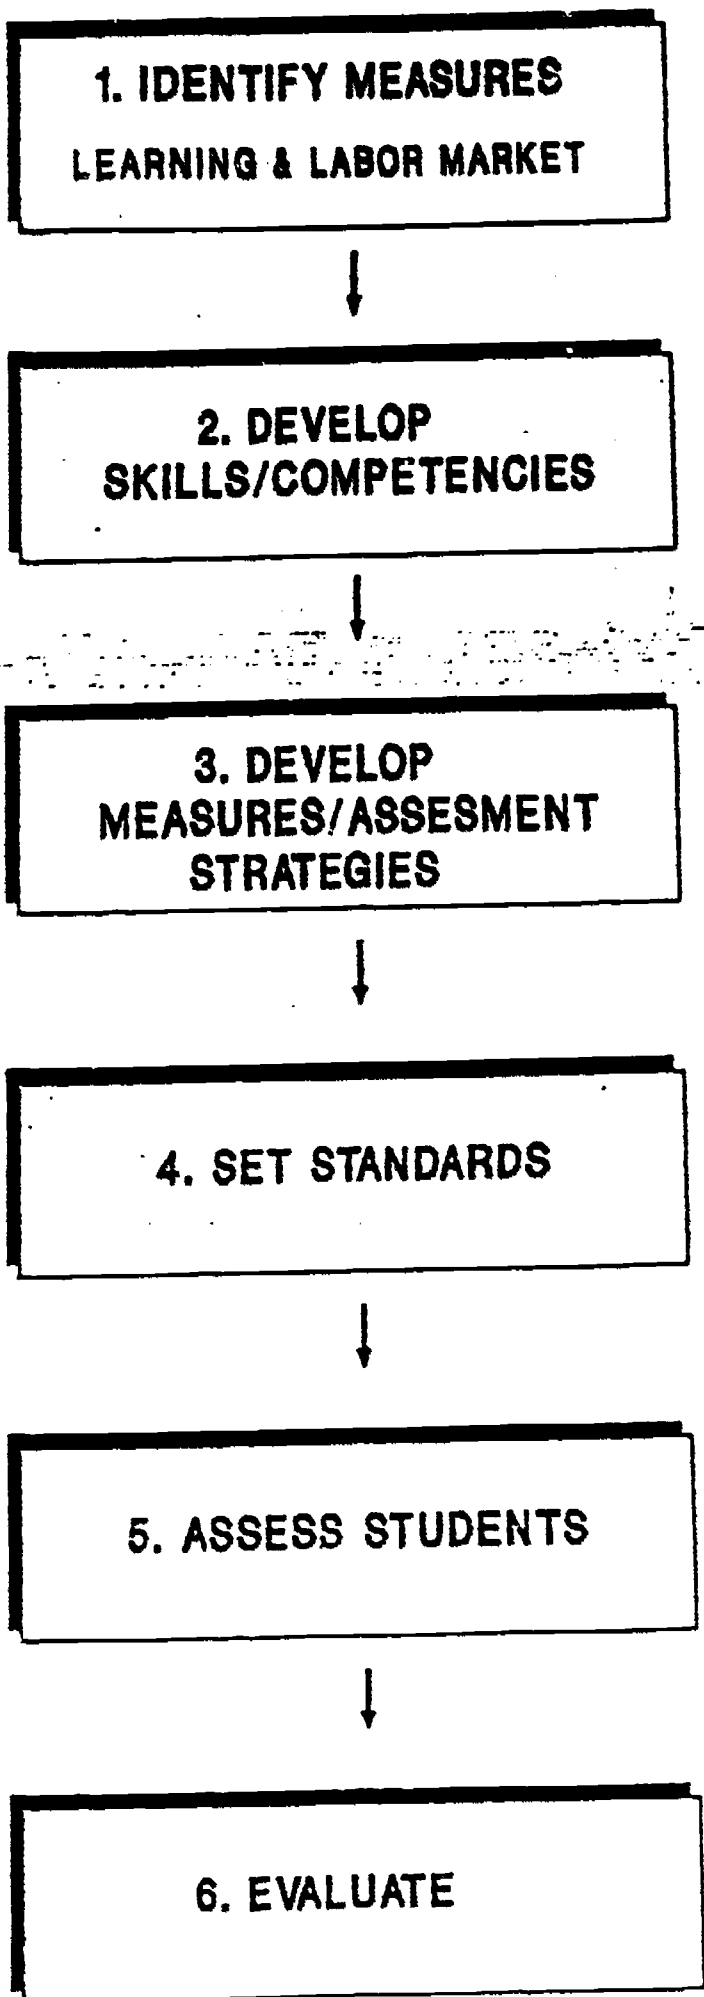 1. IDENTIFY MEASURES
LEARNING & LABOR MARKET
2. DEVELOP
SKILLS/COMPETENCIES
3. DEVELOP
MEASURES/ASSESMENT
STRATEGIES
4. SET STANDARDS
5. ASSESS STUDENTS
6. EVALUATE